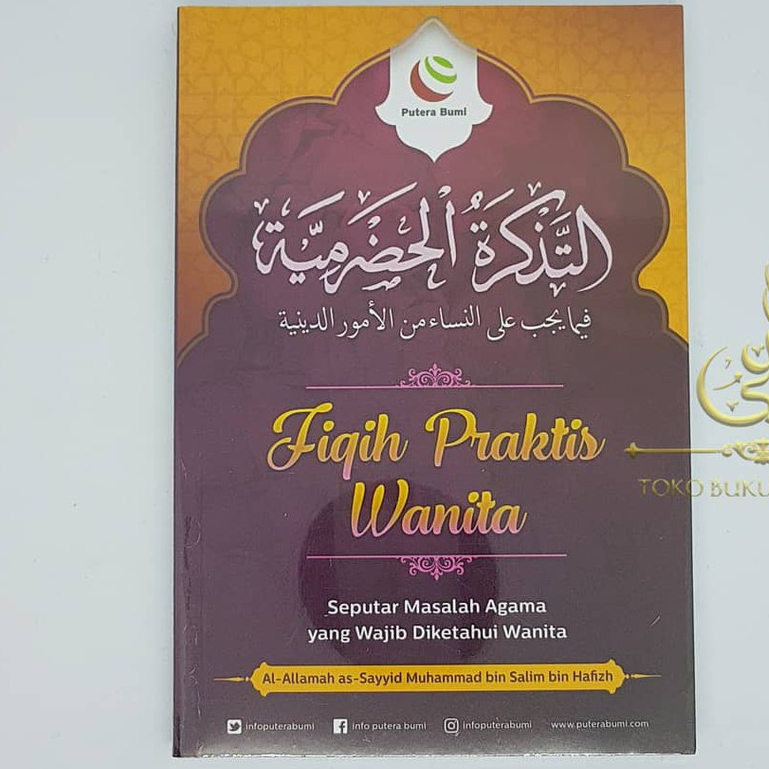 Putera Bumi
التَّذْكِرَةُ الْحَضْرَمِيَّة
فيما يجب على النساء من الأمور الدينية
Fiqih Praktis
Wanita
Seputar Masalah Agama
yang Wajib Diketahui Wanita
Al-Allamah as-Sayyid Muhammad bin Salim bin Hafizh
infoputerabumi info putera bumi infoputerabumi www.puterabumi.com
TOKO BUKU